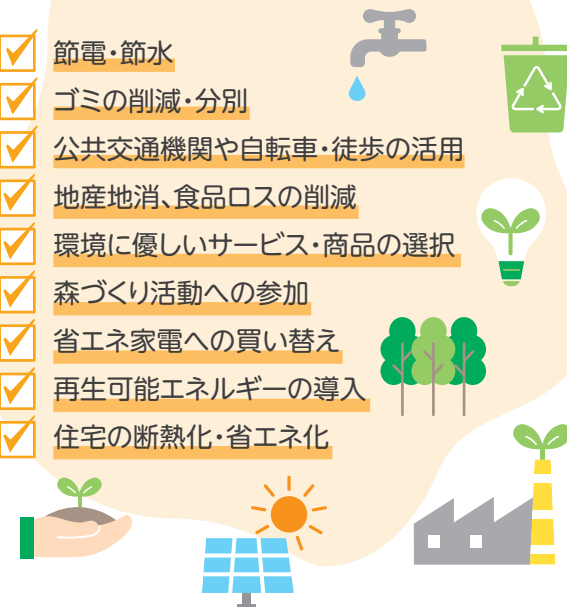 節電・節水
ゴミの削減・分別
公共交通機関や自転車・徒歩の活用
地産地消、食品ロスの削減
環境に優しいサービス・商品の選択
森づくり活動への参加
省エネ家電への買い替え
再生可能エネルギーの導入
住宅の断熱化・省エネ化